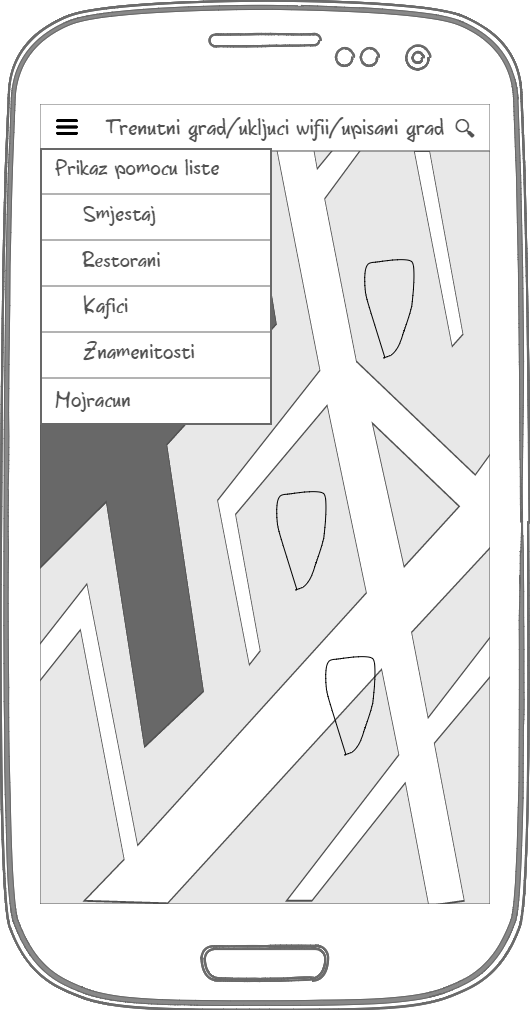 Trenutni grad/ukljuci wifii/upisani grad
Prikaz pomocu liste
Smjestaj
Restorani
Kafici
Znamenitosti
Mojracun